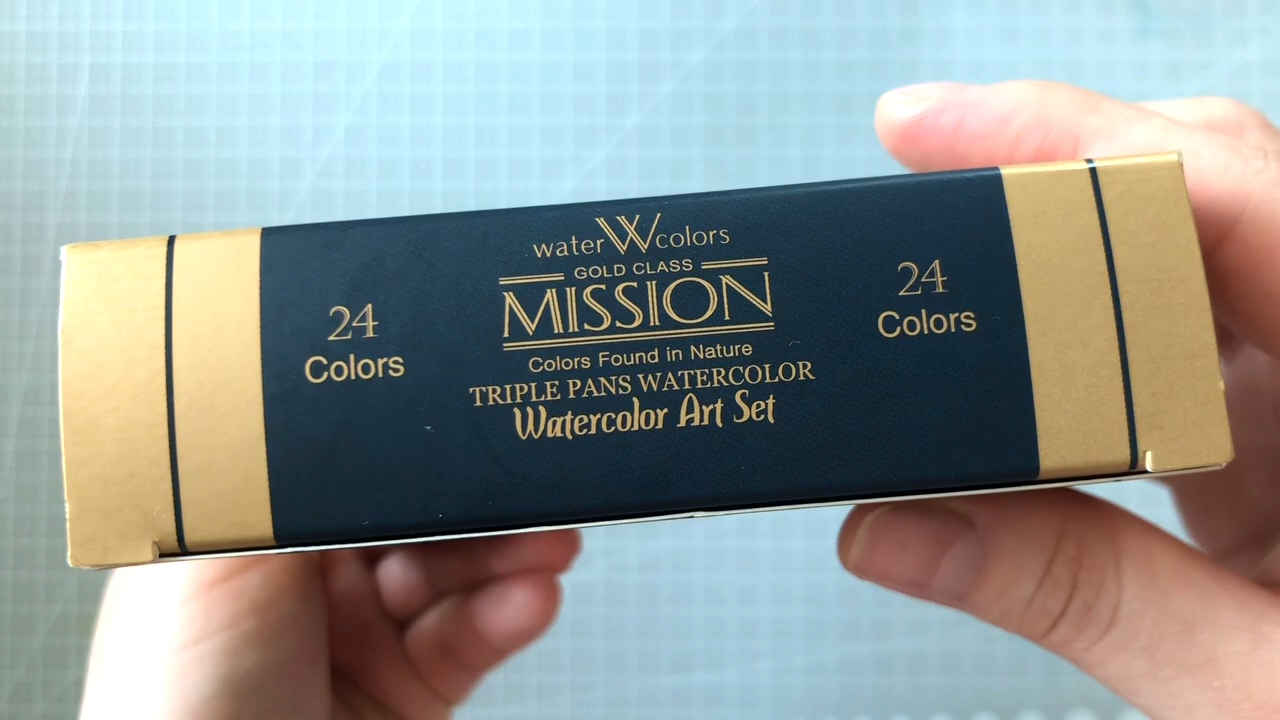 water W colors
GOLD CLASS
MISSION
Colors Found in Nature
TRIPLE PANS WATERCOLOR
Watercolor Art Set
24
Colors
24
Colors